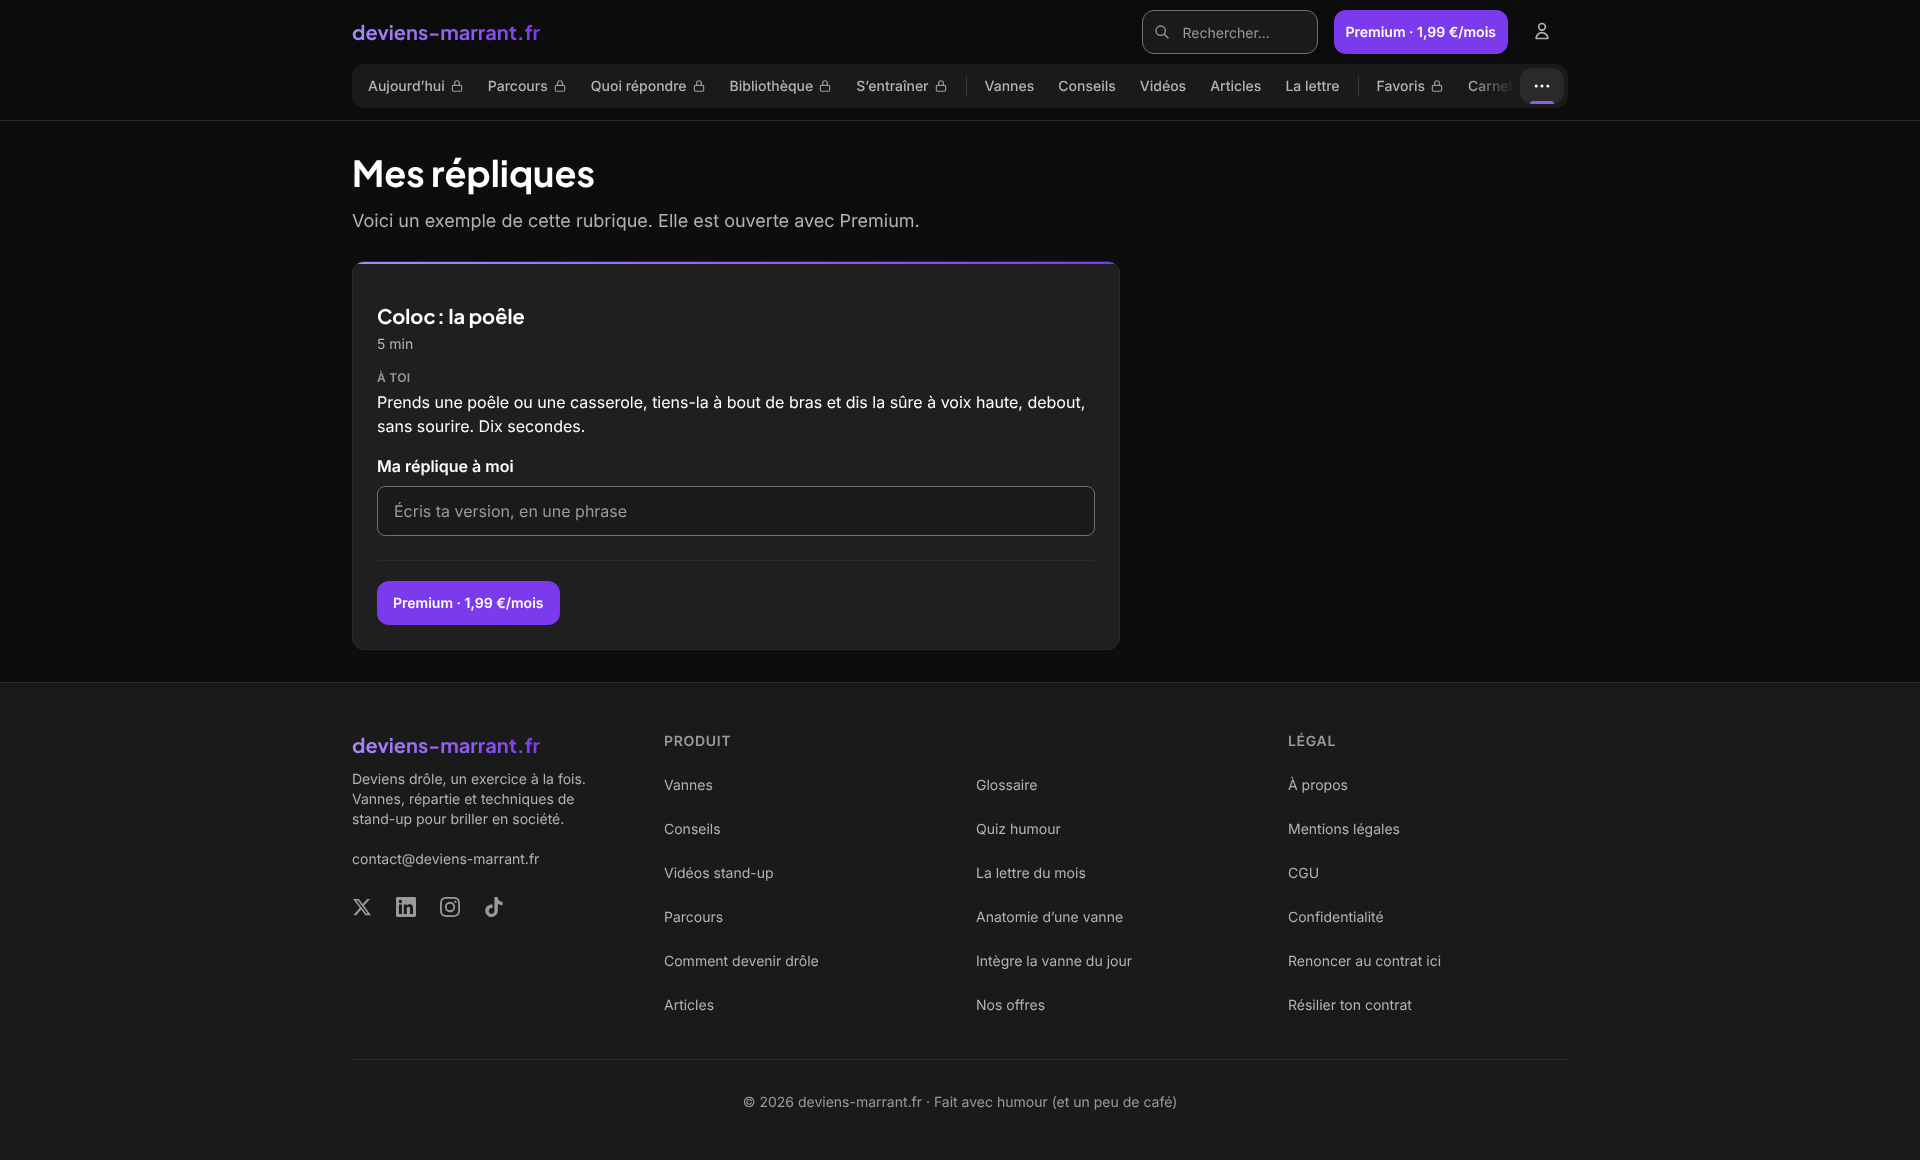 deviens-marrant.fr
Rechercher...
Premium · 1,99 €/mois
Aujourd’hui
Parcours
Quoi répondre
Bibliothèque
S’entraîner
Vannes
Conseils
Vidéos
Articles
La lettre
Favoris
Carnet
Mes répliques
Voici un exemple de cette rubrique. Elle est ouverte avec Premium.
Coloc : la poêle
5 min
À TOI
Prends une poêle ou une casserole, tiens-la à bout de bras et dis la sûre à voix haute, debout,
sans sourire. Dix secondes.
Ma réplique à moi
Écris ta version, en une phrase
Premium · 1,99 €/mois
deviens-marrant.fr
Deviens drôle, un exercice à la fois.
Vannes, répartie et techniques de
stand-up pour briller en société.
contact@deviens-marrant.fr
PRODUIT
Vannes
Conseils
Vidéos stand-up
Parcours
Comment devenir drôle
Articles
Glossaire
Quiz humour
La lettre du mois
Anatomie d’une vanne
Intègre la vanne du jour
Nos offres
LÉGAL
À propos
Mentions légales
CGU
Confidentialité
Renoncer au contrat ici
Résilier ton contrat
© 2026 deviens-marrant.fr · Fait avec humour (et un peu de café)